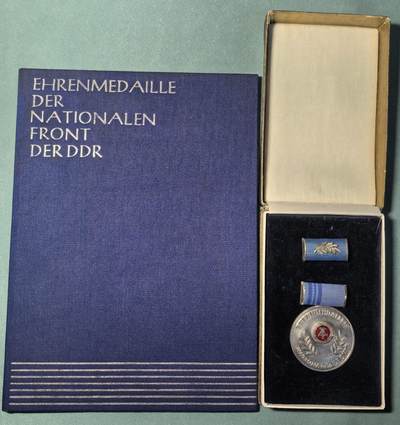 EHRENMEDAILLE
DER
NATIONALEN
FRONT
DER DDR